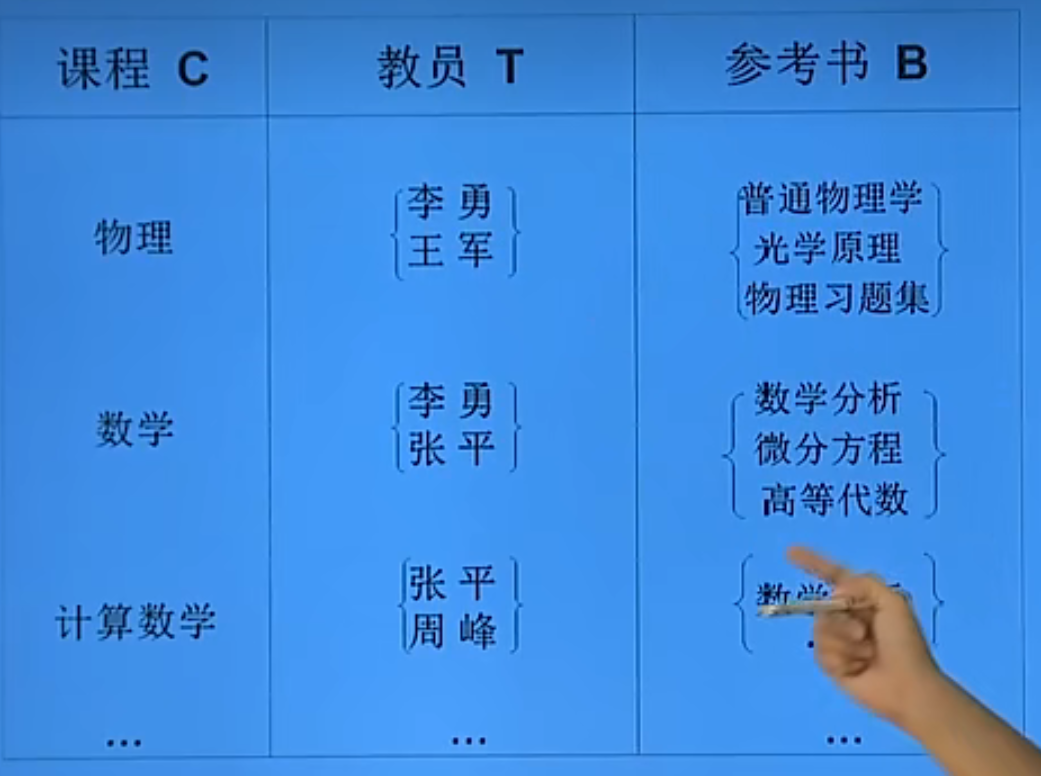 课程 C
教员 T
参考书 B
物理
李 勇
王 军
普通物理学
光学原理
物理习题集
数学
李 勇
张 平
数学分析
微分方程
高等代数
计算数学
张 平
周 峰
数学
…
…
…